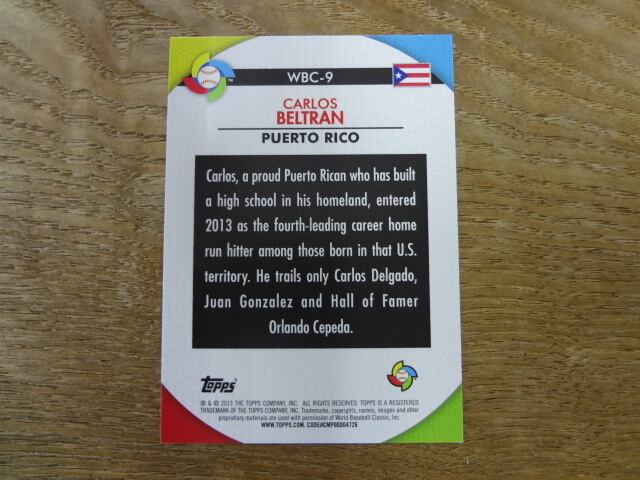 WBC-9
TM
CARLOS
BELTRAN
PUERTO RICO
Carlos, a proud Puerto Rican who has built
a high school in his homeland, entered
2013 as the fourth-leading career home
run hitter among those born in that U.S.
territory. He trails only Carlos Delgado,
Juan Gonzalez and Hall of Famer
Orlando Cepeda.
Topps
® & © 2013 THE TOPPS COMPANY, INC. ALL RIGHTS RESERVED. TOPPS IS A REGISTERED
TRADEMARK OF THE TOPPS COMPANY, INC. Trademarks, copyrights, names, images and other
proprietary materials are used with permission of World Baseball Classic, Inc.
WWW.TOPPS.COM. CODE#CMP00004726